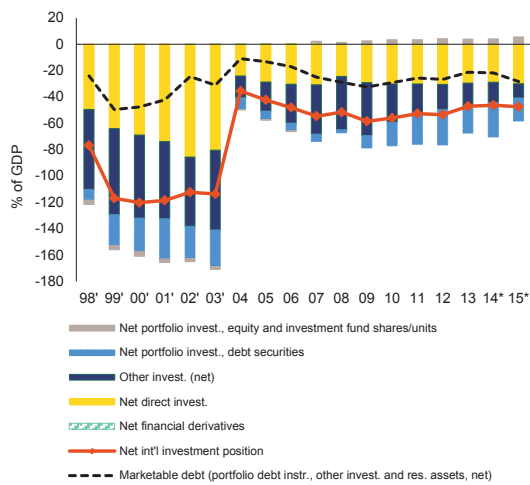 20
0
-20
-40
-60
-80
-100
-120
-140
-160
-180
% of GDP
98' 99' 00' 01' 02' 03' 04 05 06 07 08 09 10 11 12 13 14* 15*
Net portfolio invest., equity and investment fund shares/units
Net portfolio invest., debt securities
Other invest. (net)
Net direct invest.
Net financial derivatives
Net int'l investment position
Marketable debt (portfolio debt instr., other invest. and res. assets, net)